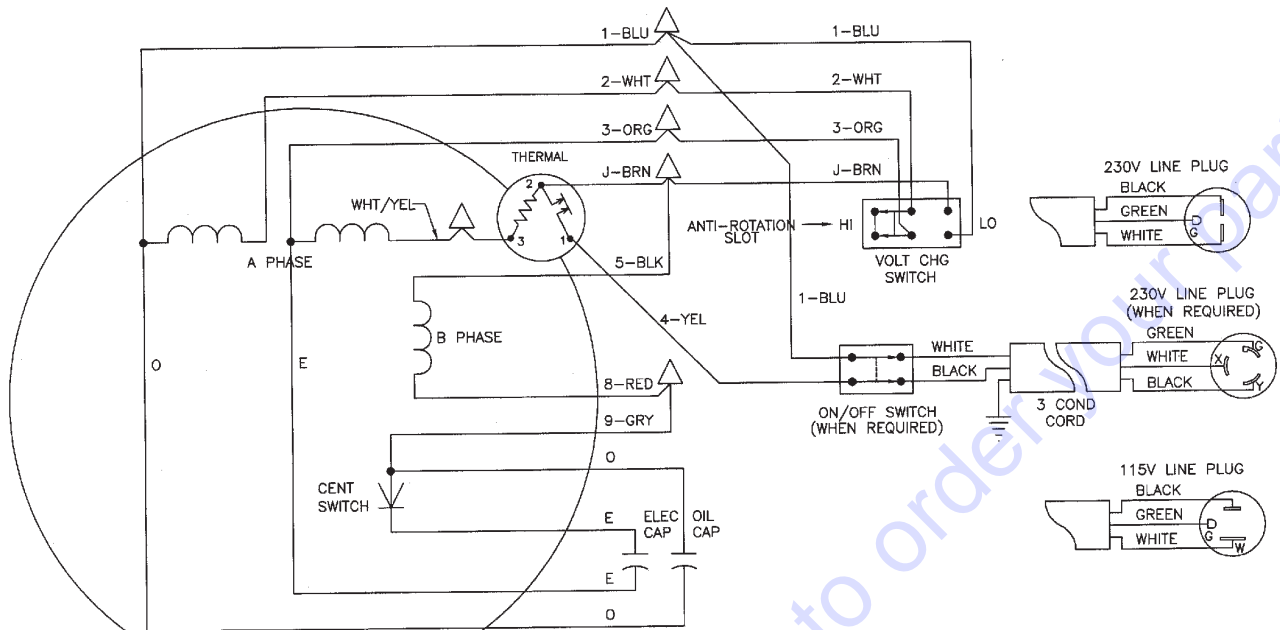 1-BLU
1-BLU
2-WHT
2-WHT
3-ORG
3-ORG
THERMAL
J-BRN
J-BRN
2
3
1
WHT/YEL
A PHASE
ANTI-ROTATION
SLOT
HI
LO
VOLT CHG
SWITCH
230V LINE PLUG
BLACK
GREEN
WHITE
D
G
5-BLK
1-BLU
4-YEL
B PHASE
O
E
8-RED
9-GRY
O
CENT
SWITCH
E
ELEC
CAP
OIL
CAP
E
O
WHITE
BLACK
ON/OFF SWITCH
(WHEN REQUIRED)
3 COND
CORD
230V LINE PLUG
(WHEN REQUIRED)
GREEN
WHITE
BLACK
G
X
Y
115V LINE PLUG
BLACK
GREEN
WHITE
D
G
W
to order your par